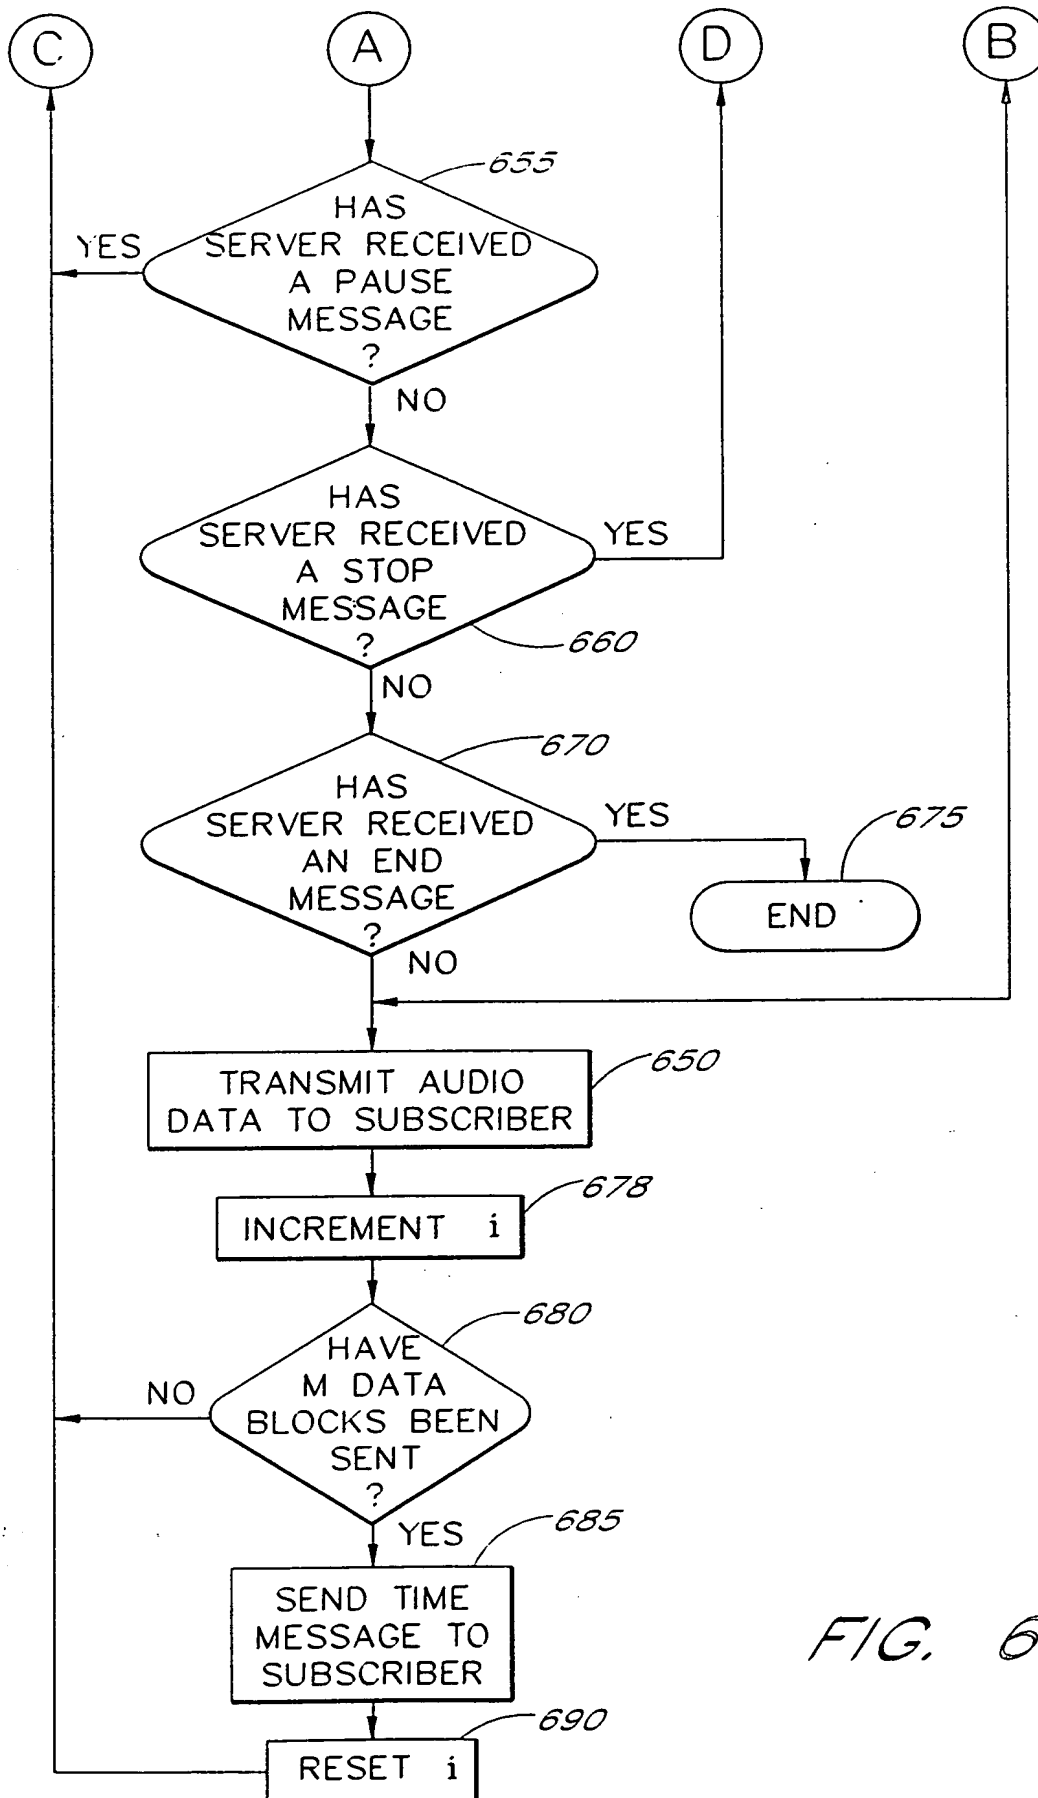 C
A
D
B
655
HAS
SERVER RECEIVED
A PAUSE
MESSAGE
?
YES
NO
HAS
SERVER RECEIVED
A STOP
MESSAGE
?
YES
660
NO
670
HAS
SERVER RECEIVED
AN END
MESSAGE
?
YES
675
END
NO
650
TRANSMIT AUDIO
DATA TO SUBSCRIBER
678
INCREMENT i
680
HAVE
M DATA
BLOCKS BEEN
SENT
?
NO
YES
685
SEND TIME
MESSAGE TO
SUBSCRIBER
690
RESET i
FIG. 6